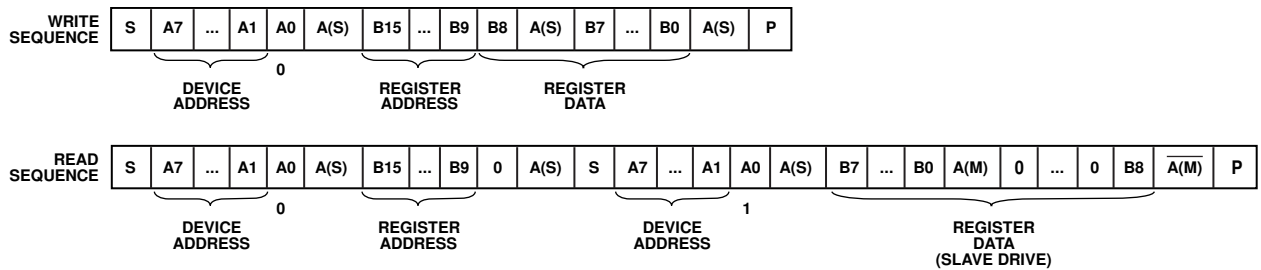 WRITE
SEQUENCE
S A7 ... A1 A0 A(S) B15 ... B9 B8 A(S) B7 ... B0 A(S) P
0
DEVICE
ADDRESS
REGISTER
ADDRESS
REGISTER
DATA
READ
SEQUENCE
S A7 ... A1 A0 A(S) B15 ... B9 0 A(S) S A7 ... A1 A0 A(S) B7 ... B0 A(M) 0 ... 0 B8 A̅(̅M̅)̅ P
0 1
DEVICE
ADDRESS
REGISTER
ADDRESS
DEVICE
ADDRESS
REGISTER
DATA
(SLAVE DRIVE)